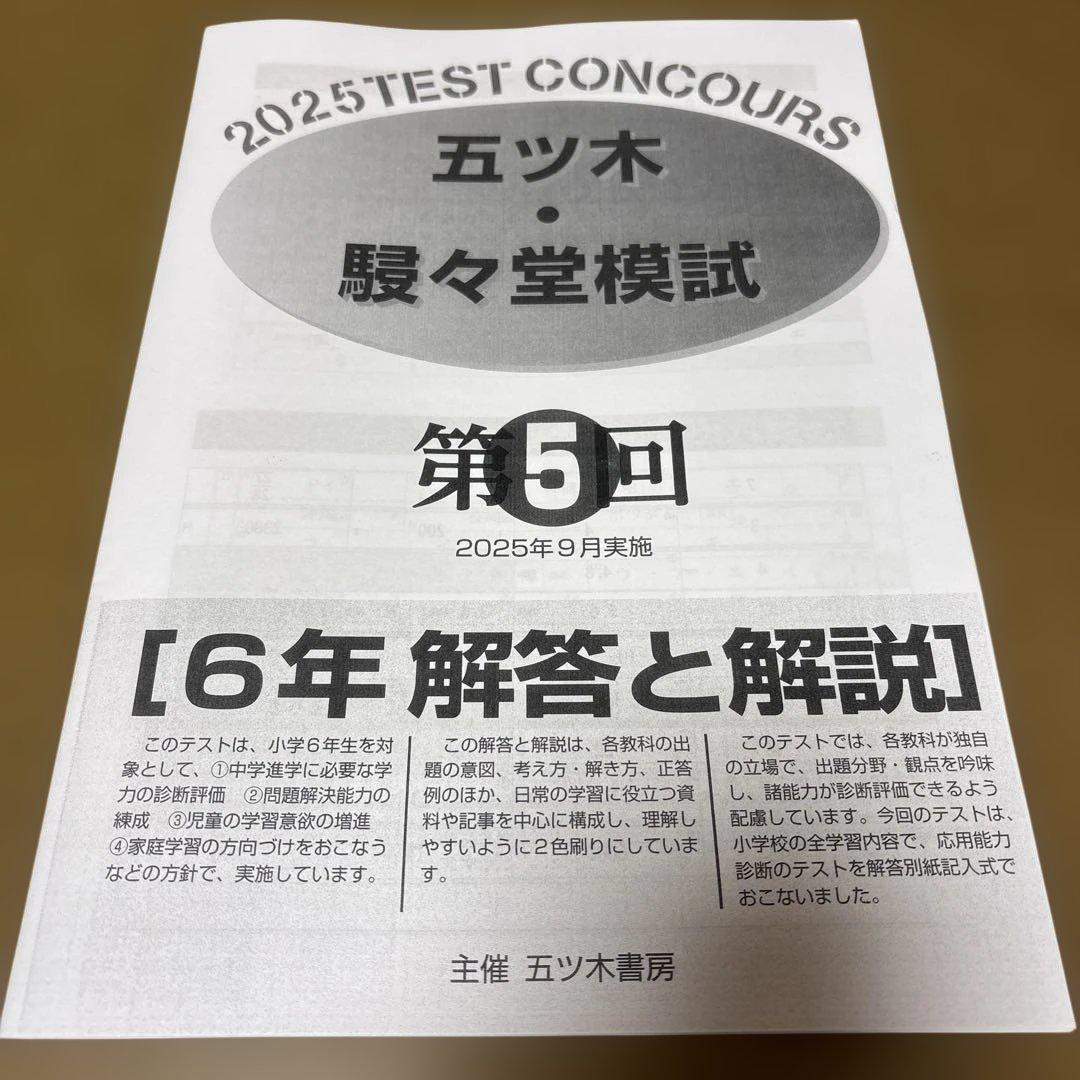 2025TEST CONCOURS
五ツ木
・
駸々堂模試
第5回
2025年9月実施
[6年 解答と解説]
このテストは、小学6年生を対
象として、①中学進学に必要な学
力の診断評価 ②問題解決能力の
練成 ③児童の学習意欲の増進
④家庭学習の方向づけをおこなう
などの方針で、実施しています。
この解答と解説は、各教科の出
題の意図、考え方・解き方、正答
例のほか、日常の学習に役立つ資
料や記事を中心に構成し、理解し
やすいように2色刷りにしていま
す。
このテストでは、各教科が独自
の立場で、出題分野・観点を吟味
し、諸能力が診断評価できるよう
配慮しています。今回のテストは、
小学校の全学習内容で、応用能力
診断のテストを解答別紙記入式で
おこないました。
主催 五ツ木書房